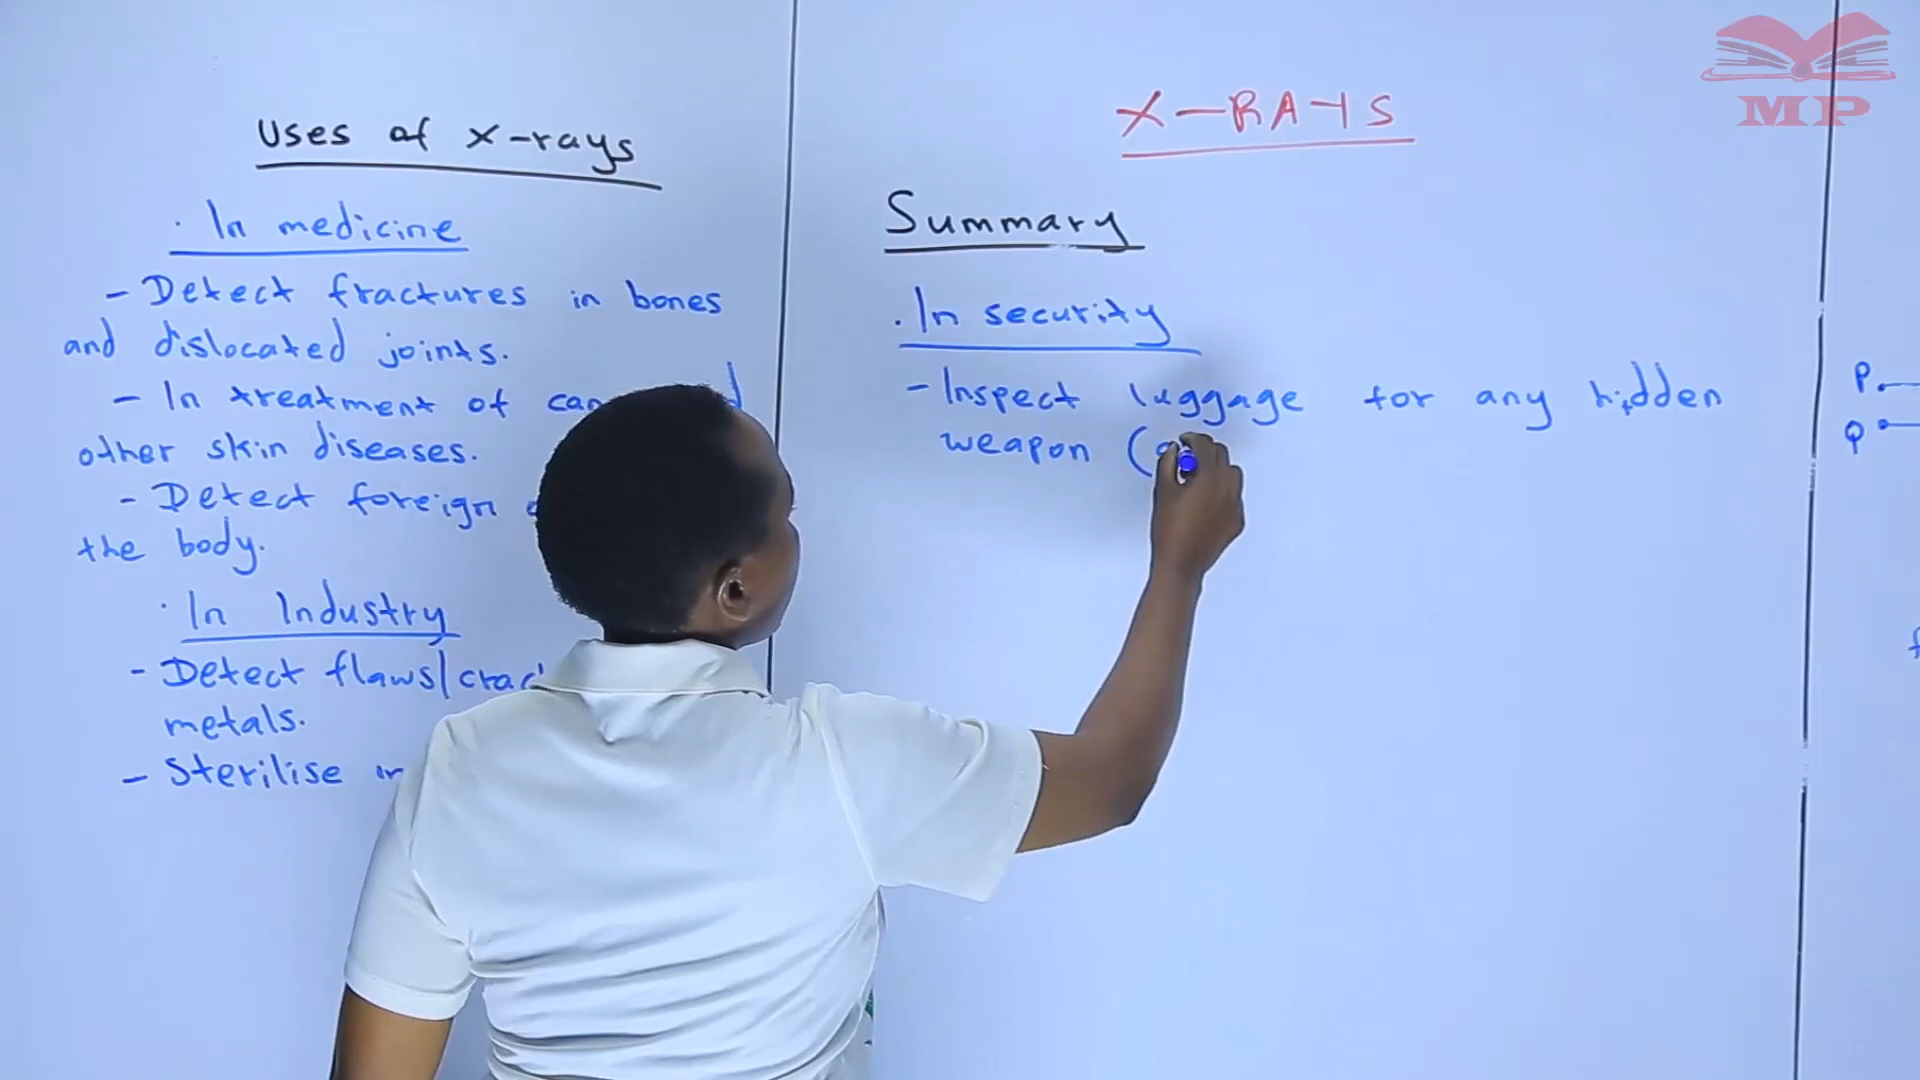 Uses of x-rays
· In medicine
- Detect fractures in bones
and dislocated joints.
- In treatment of
other skin diseases.
- Detect foreign
the body.
· In Industry
- Detect flaws/
metals.
- Sterilise
X-RAYS
Summary
· In security
- Inspect luggage for any hidden
weapon (
P
Q
MP